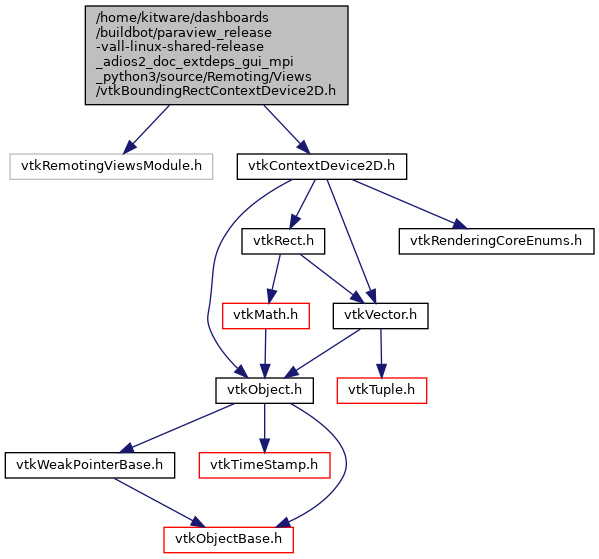 /home/kitware/dashboards
/buildbot/paraview_release
-vall-linux-shared-release
_adios2_doc_extdeps_gui_mpi
_python3/source/Remoting/Views
/vtkBoundingRectContextDevice2D.h
vtkRemotingViewsModule.h
vtkContextDevice2D.h
vtkRect.h
vtkRenderingCoreEnums.h
vtkMath.h
vtkVector.h
vtkObject.h
vtkTuple.h
vtkWeakPointerBase.h
vtkTimeStamp.h
vtkObjectBase.h